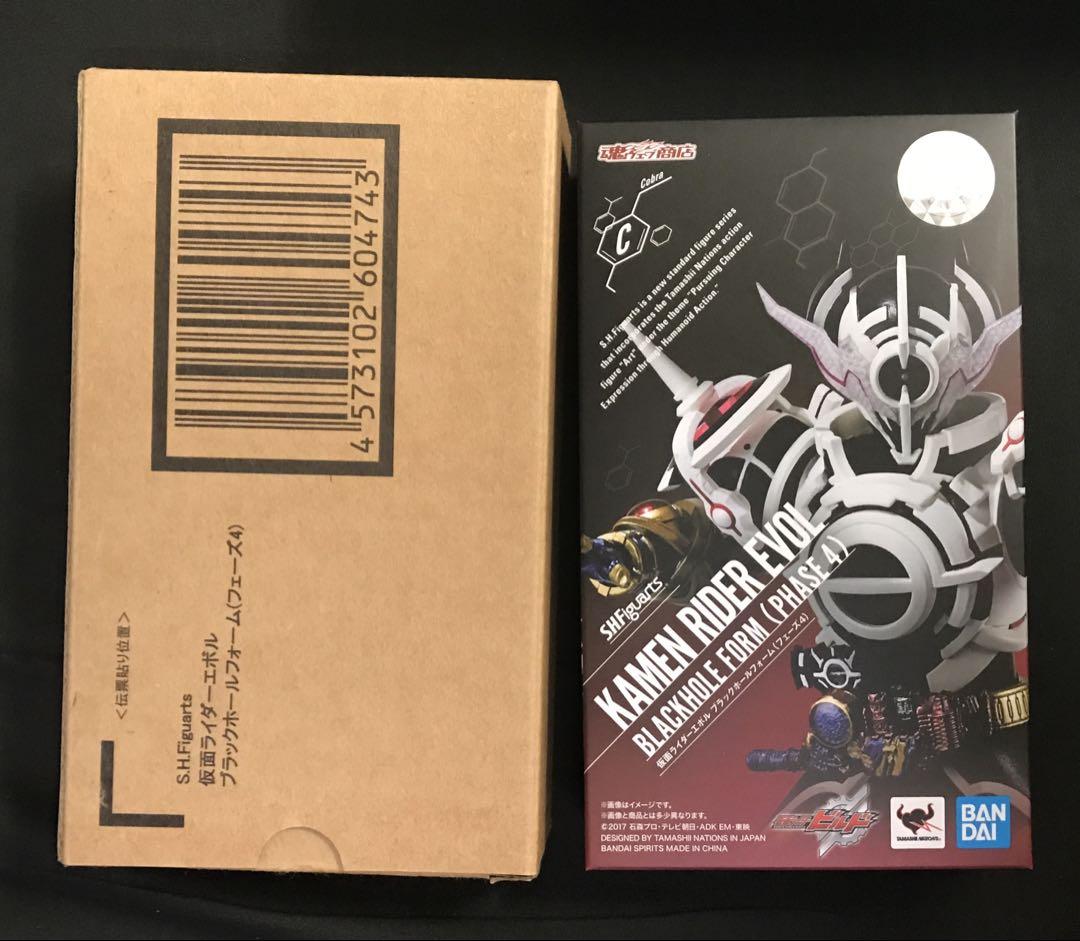 4 573102 604743
S.H.Figuarts
仮面ライダーエボル
ブラックホールフォーム(フェーズ4)
<伝票貼り位置>
魂ウェブ商店
Cobra
C
S.H.Figuarts is a new standard figure series
that incorporates the Tamashii Nations action
figure "Art" under the theme "Pursuing Character
Expression through Humanoid Action."
S.H.Figuarts
KAMEN RIDER EVOL
BLACKHOLE FORM (PHASE 4)
仮面ライダーエボル ブラックホールフォーム(フェーズ4)
※画像はイメージです。
※画像と商品とは多少異なります。
©2017 石森プロ・テレビ朝日・ADK EM・東映
DESIGNED BY TAMASHII NATIONS IN JAPAN
BANDAI SPIRITS MADE IN CHINA
仮面ライダービルド
TAMASHII NATIONS
BAN
DAI